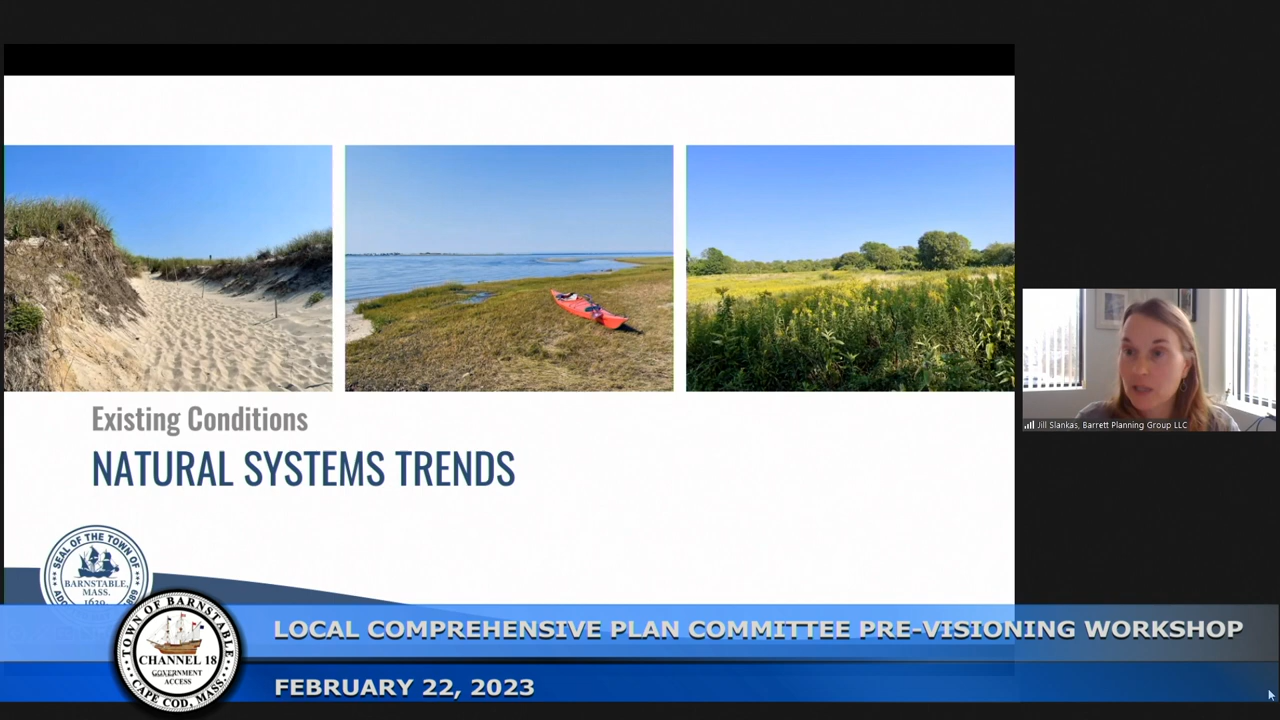 Existing Conditions
NATURAL SYSTEMS TRENDS
Jill Slankas, Barrett Planning Group LLC
SEAL OF THE TOWN OF
BARNSTABLE,
MASS.
1639
TOWN OF BARNSTABLE
CHANNEL 18
GOVERNMENT
ACCESS
CAPE COD, MASS.
LOCAL COMPREHENSIVE PLAN COMMITTEE PRE-VISIONING WORKSHOP
FEBRUARY 22, 2023